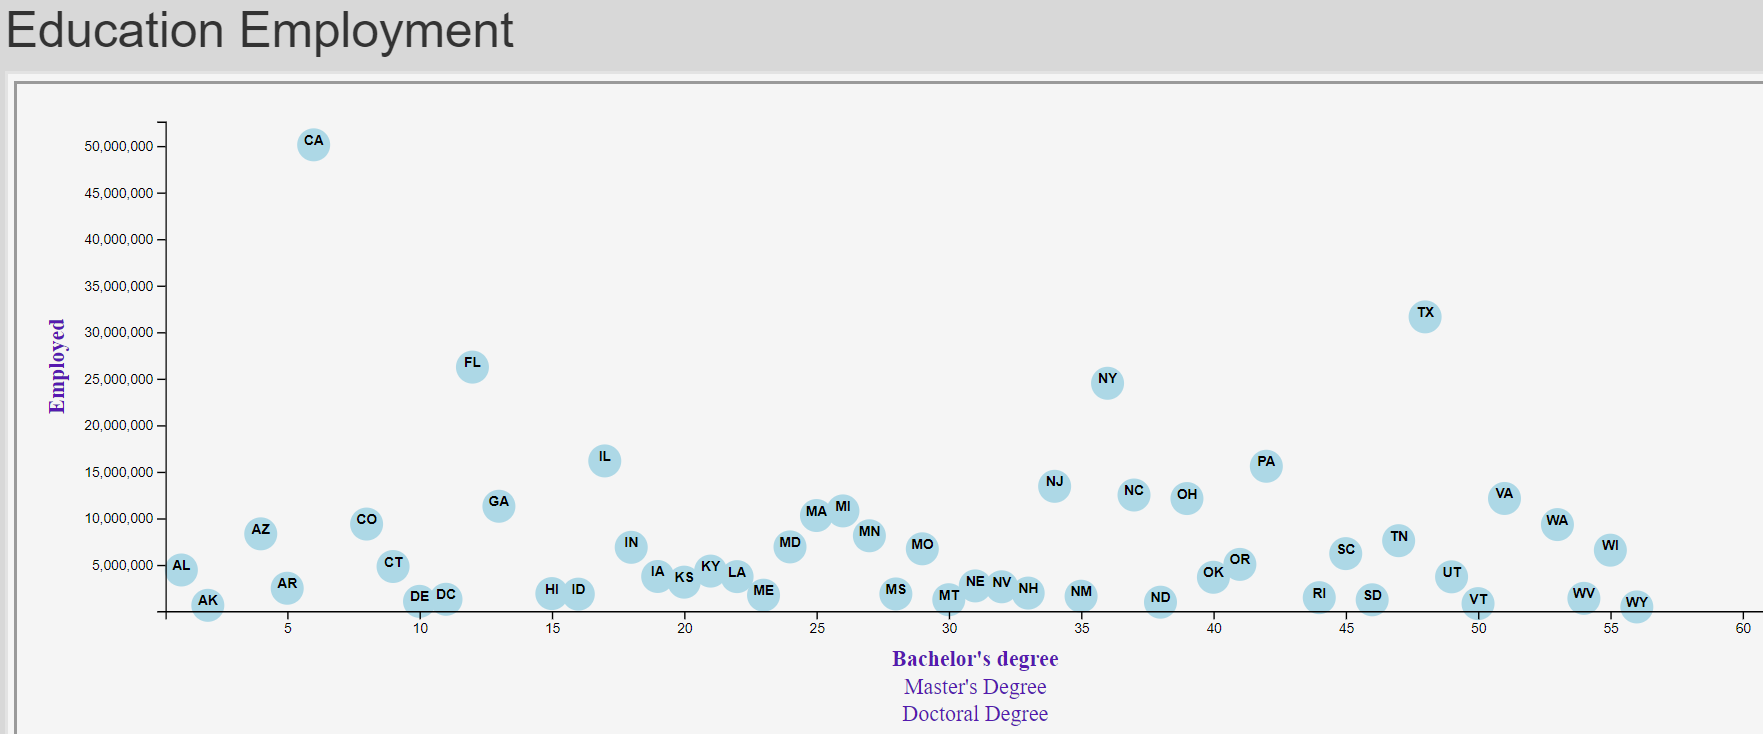 Education Employment
50,000,000
45,000,000
40,000,000
35,000,000
30,000,000
25,000,000
20,000,000
15,000,000
10,000,000
5,000,000
Employed
CA
TX
FL
NY
IL
PA
NJ
NC
OH
VA
GA
MI
MA
CO
WA
AZ
MN
TN
IN
MD
MO
WI
SC
CT
OR
AL
KY
IA
LA
OK
UT
KS
AR
NE
NV
NH
HI
ID
ME
MS
NM
DE
DC
MT
RI
SD
WV
ND
VT
AK
WY
5 10 15 20 25 30 35 40 45 50 55 60
Bachelor's degree
Master's Degree
Doctoral Degree